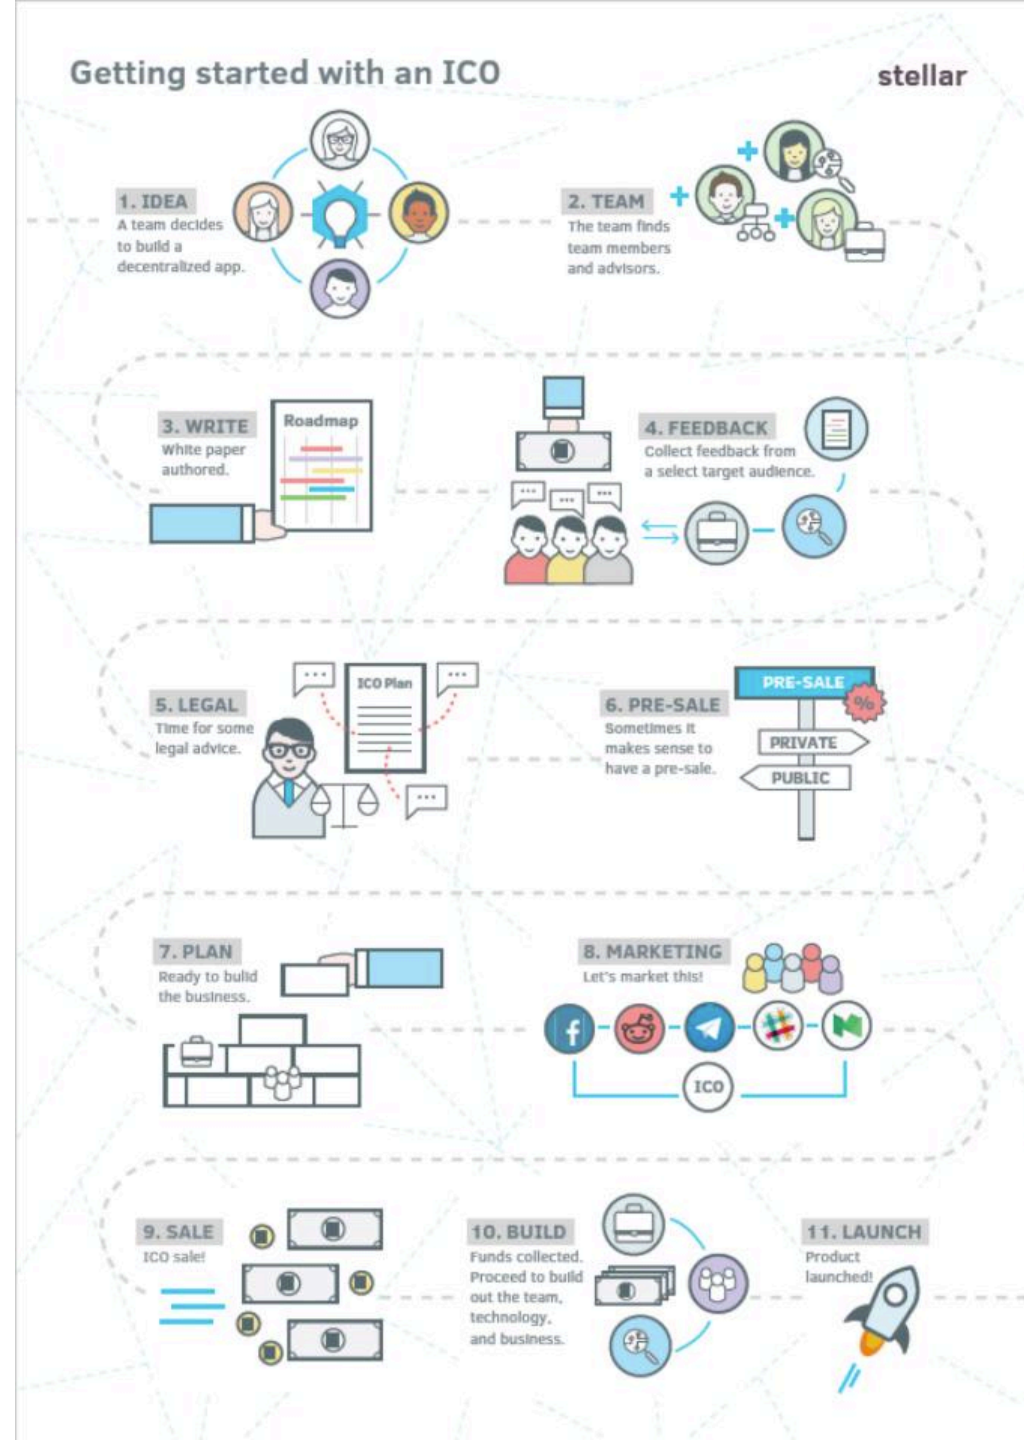 Getting started with an ICO
stellar
1. IDEA
A team decides
to build a
decentralized app.
2. TEAM
The team finds
team members
and advisors.
3. WRITE
White paper
authored.
Roadmap
4. FEEDBACK
Collect feedback from
a select target audience.
5. LEGAL
Time for some
legal advice.
ICO Plan
6. PRE-SALE
Sometimes it
makes sense to
have a pre-sale.
PRE-SALE
%
PRIVATE
PUBLIC
7. PLAN
Ready to build
the business.
8. MARKETING
Let's market this!
ICO
9. SALE
ICO sale!
10. BUILD
Funds collected.
Proceed to build
out the team,
technology,
and business.
11. LAUNCH
Product
launched!